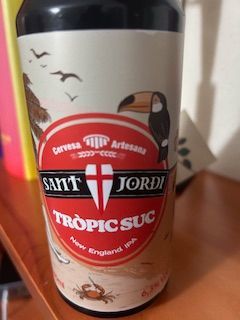 Cervesa Artesana
SANT JORDI
TRÒPIC SUC
New England IPA